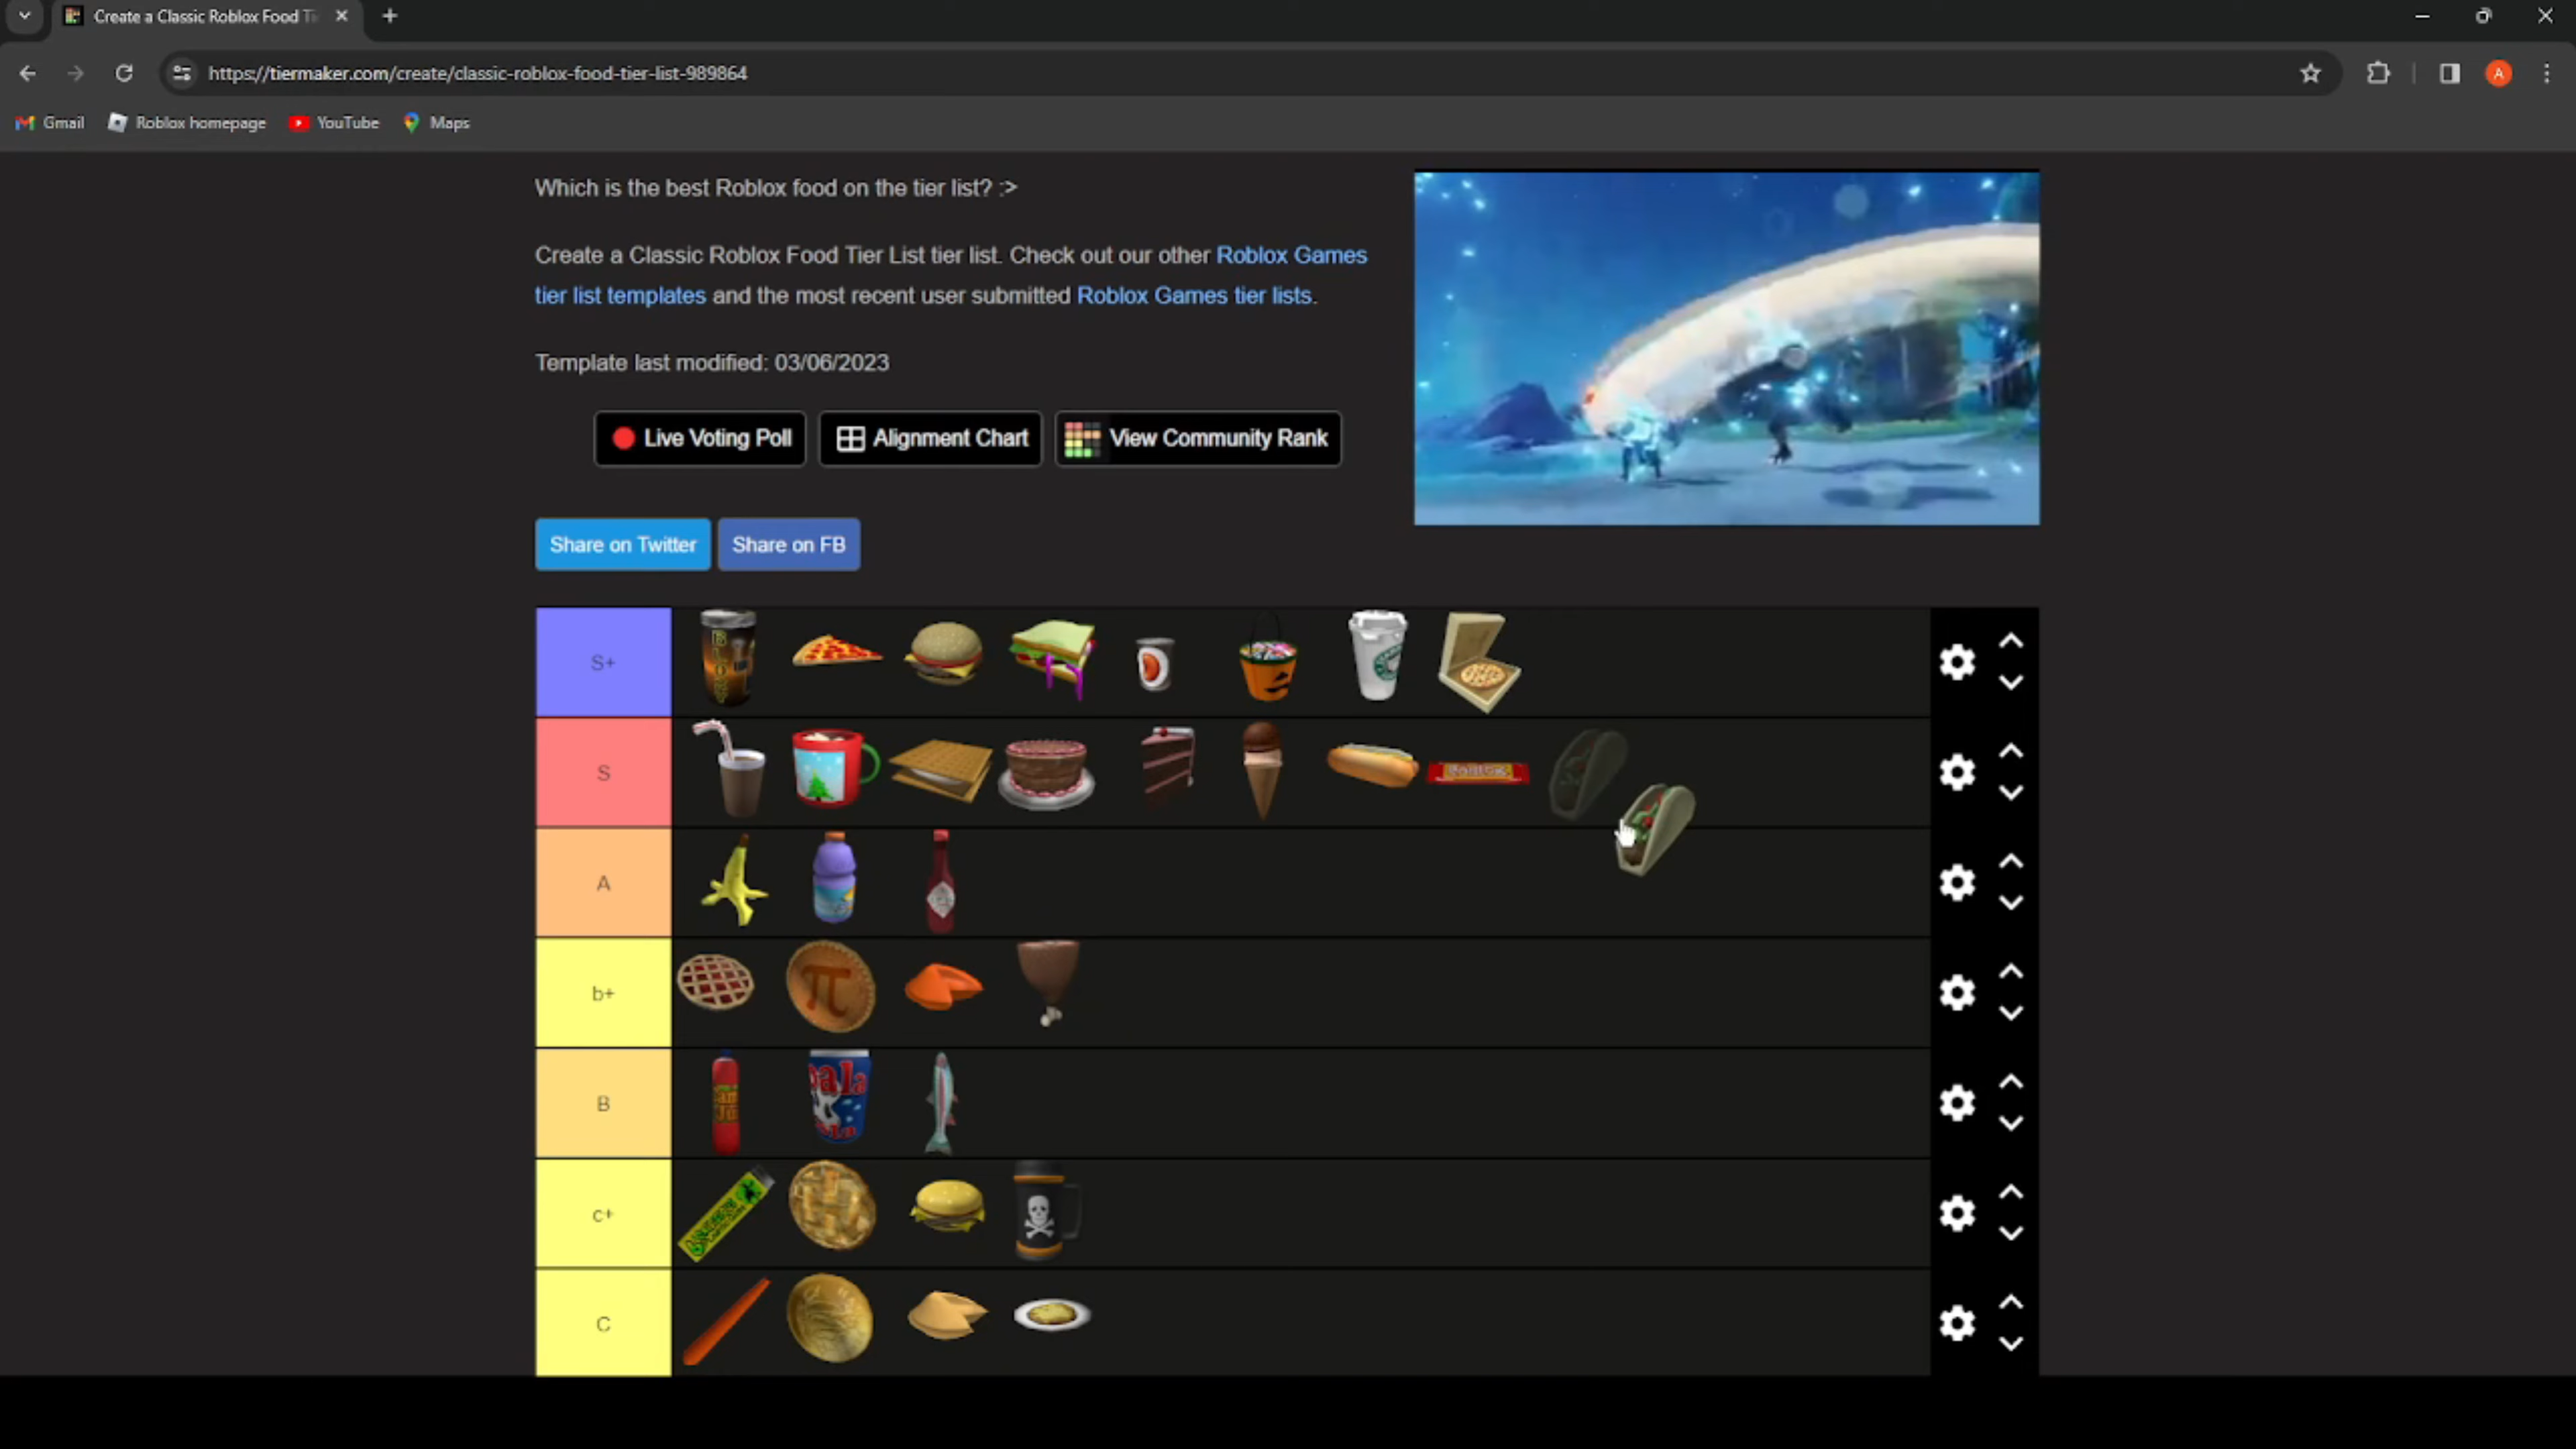 Create a Classic Roblox Food Ti
https://tiermaker.com/create/classic-roblox-food-tier-list-989864
A
Gmail
Roblox homepage
YouTube
Maps
Which is the best Roblox food on the tier list? :>
Create a Classic Roblox Food Tier List tier list. Check out our other Roblox Games
tier list templates and the most recent user submitted Roblox Games tier lists.
Template last modified: 03/06/2023
Live Voting Poll
Alignment Chart
View Community Rank
Share on Twitter
Share on FB
S+
S
A
b+
π
B
c+
C